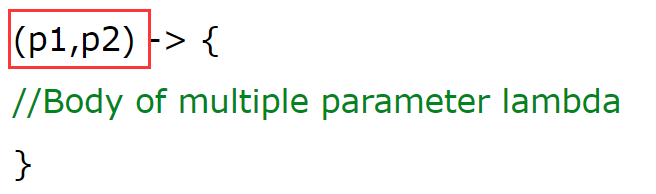 (p1,p2) -> {
//Body of multiple parameter lambda
}